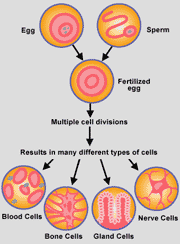 Egg
Sperm
Fertilized
egg
Multiple cell divisions
Results in many different types of cells
Blood Cells
Nerve Cells
Bone Cells
Gland Cells